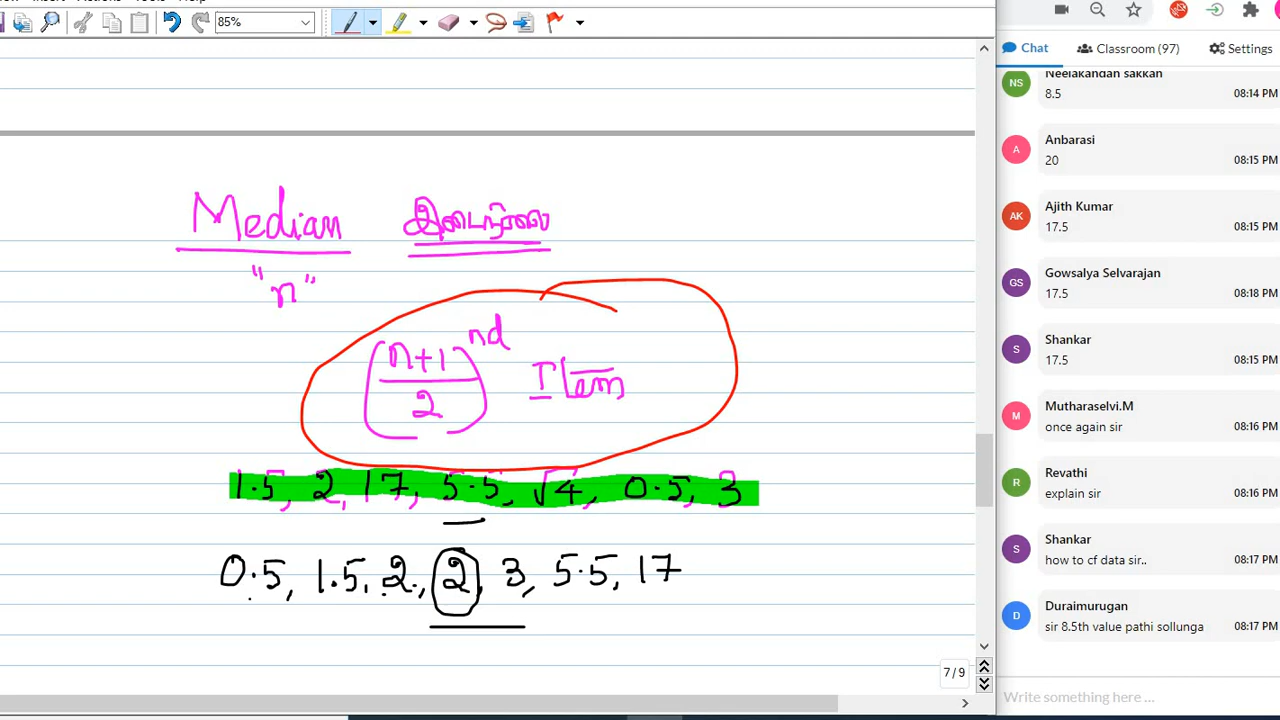 85%
Median இடைநிலை
"n"
(n+1/2)nd Item
1.5, 2, 17, 5.5, √4, 0.5, 3
0.5, 1.5, 2, 2, 3, 5.5, 17
7/9
Chat Classroom (97) Settings
NS Neelakandan sakkan
8.5 08:14 PM
A Anbarasi
20 08:15 PM
AK Ajith Kumar
17.5 08:15 PM
GS Gowsalya Selvarajan
17.5 08:18 PM
S Shankar
17.5 08:15 PM
M Mutharaselvi.M
once again sir 08:16 PM
R Revathi
explain sir 08:16 PM
S Shankar
how to cf data sir.. 08:17 PM
D Duraimurugan
sir 8.5th value pathi sollunga 08:17 PM
Write something here ...